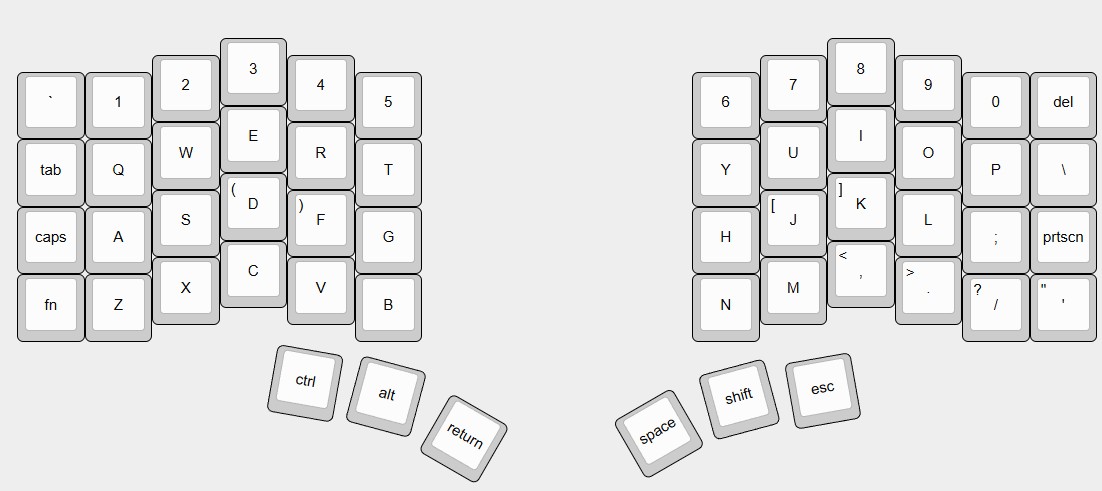 ` 1 2 3 4 5
tab Q W E R T
caps A S ( D ) F G
fn Z X C V B
ctrl alt return
6 7 8 9 0 del
Y U I O P \
H [ J ] K L ; prtscn
N M < , > . ? / " '
space shift esc